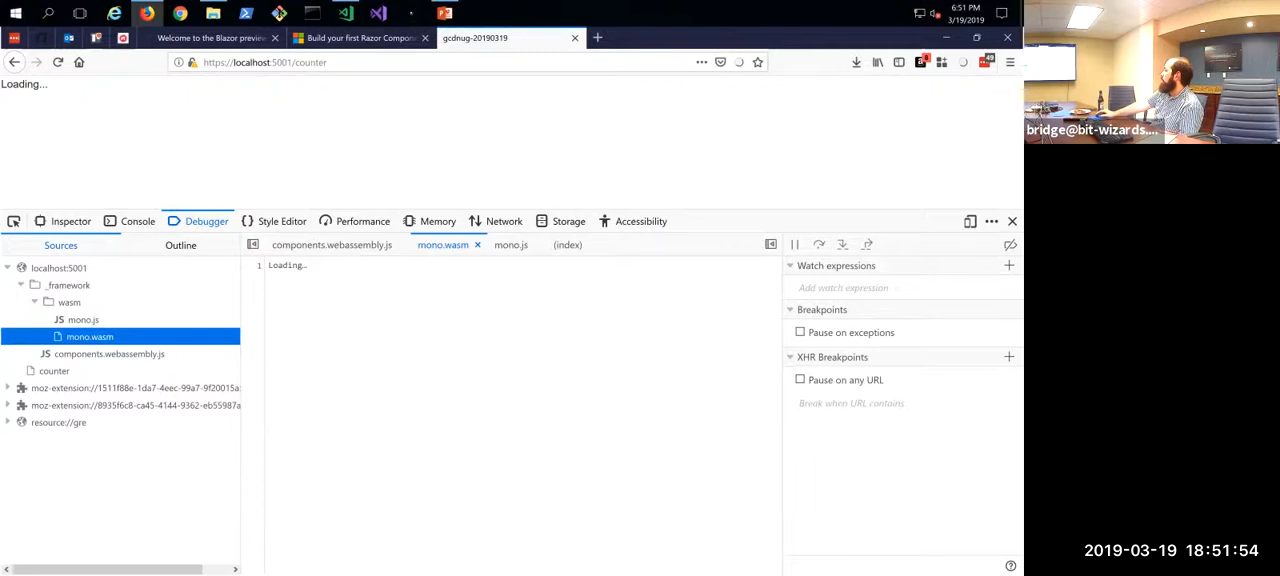 6:51 PM
3/19/2019
Welcome to the Blazor preview
Build your first Razor Compon
gcdnug-20190319
https://localhost:5001/counter
8
49
Loading...
bridge@bit-wizards....
Inspector
Console
Debugger
Style Editor
Performance
Memory
Network
Storage
Accessibility
Sources
Outline
components.webassembly.js
mono.wasm
mono.js
(index)
localhost:5001
_framework
wasm
JS mono.js
mono.wasm
JS components.webassembly.js
counter
moz-extension://1511f88e-1da7-4eec-99a7-9f20015a
moz-extension://8935f6c8-ca45-4144-9362-eb55987a
resource://gre
1 Loading…
Watch expressions
Add watch expression
Breakpoints
Pause on exceptions
XHR Breakpoints
Pause on any URL
Break when URL contains
2019-03-19 18:51:54